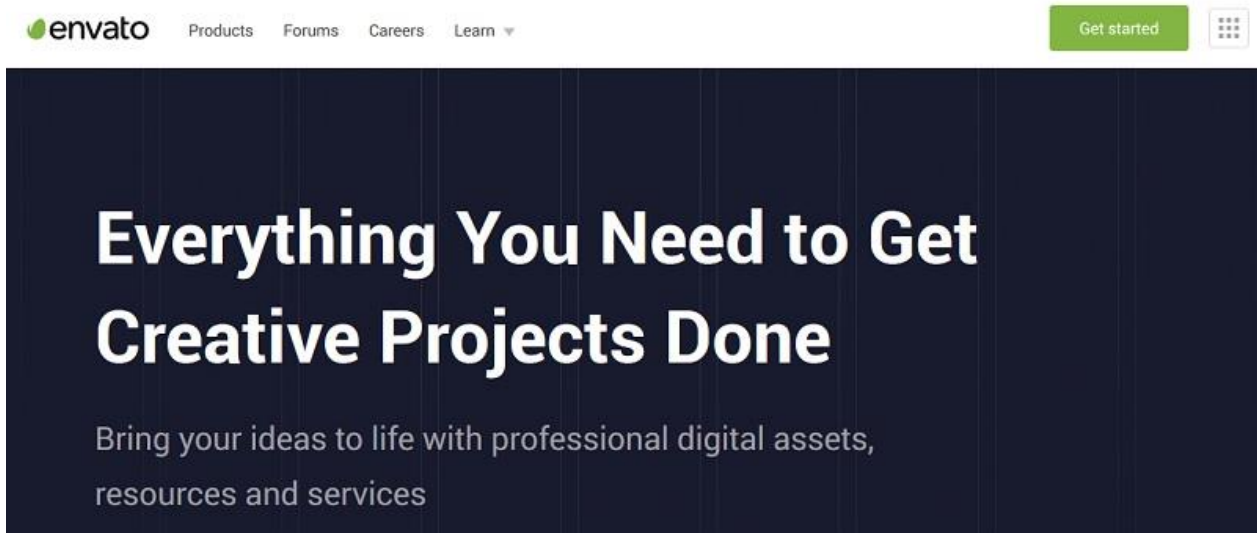 envato Products Forums Careers Learn Get started
Everything You Need to Get
Creative Projects Done
Bring your ideas to life with professional digital assets,
resources and services